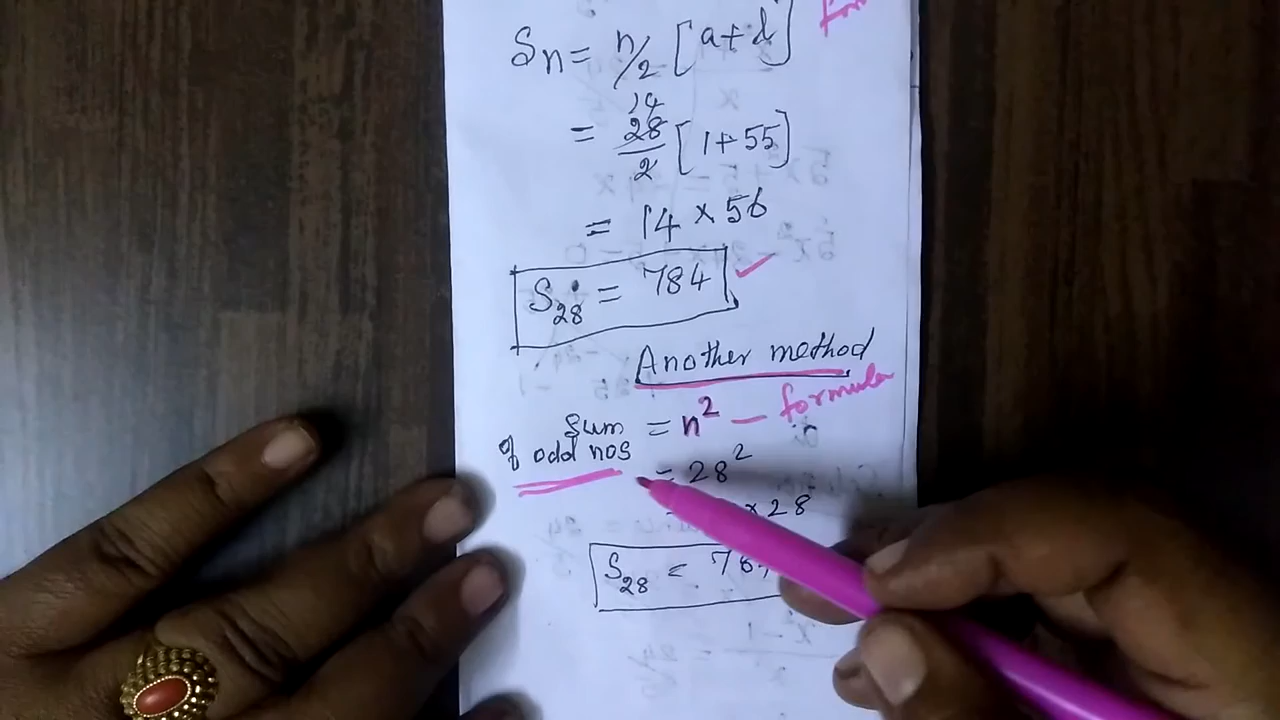 Sn = n/2 [a+d]
14
= 28/2 [1+55]
= 14 × 56
S28 = 784 ✓
Another method
Sum = n² — formula
of odd nos
= 28²
× 28
S28 = 784